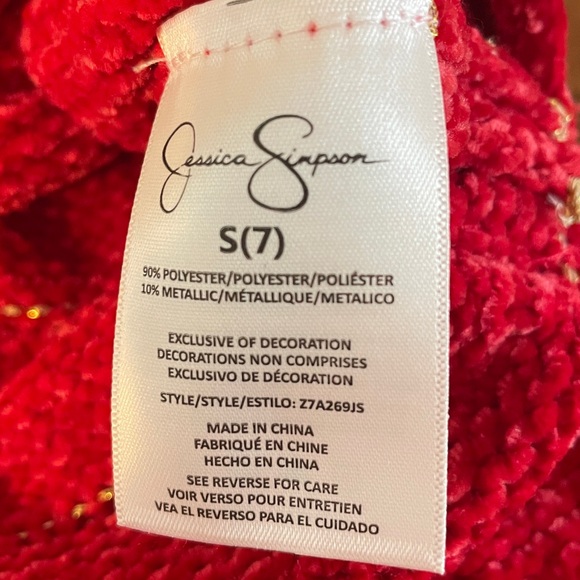 Jessica Simpson
S(7)
90% POLYESTER/POLYESTER/POLIÉSTER
10% METALLIC/MÉTALLIQUE/METALICO
EXCLUSIVE OF DECORATION
DECORATIONS NON COMPRISES
EXCLUSIVO DE DÉCORATION
STYLE/STYLE/ESTILO: Z7A269JS
MADE IN CHINA
FABRIQUÉ EN CHINE
HECHO EN CHINA
SEE REVERSE FOR CARE
VOIR VERSO POUR ENTRETIEN
VEA EL REVERSO PARA EL CUIDADO